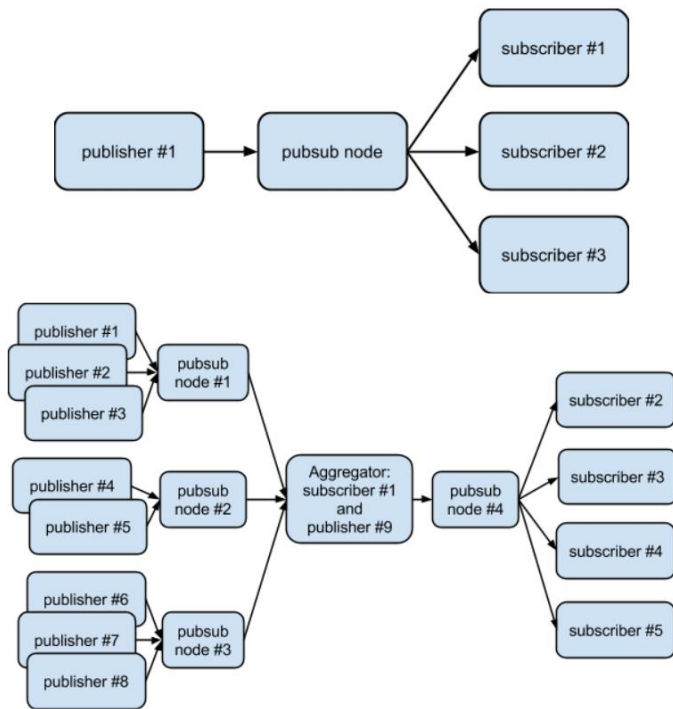 subscriber #1
publisher #1
pubsub node
subscriber #2
subscriber #3
publisher #1
publisher #2
publisher #3
pubsub
node #1
publisher #4
publisher #5
pubsub
node #2
publisher #6
publisher #7
publisher #8
pubsub
node #3
Aggregator:
subscriber #1
and
publisher #9
pubsub
node #4
subscriber #2
subscriber #3
subscriber #4
subscriber #5